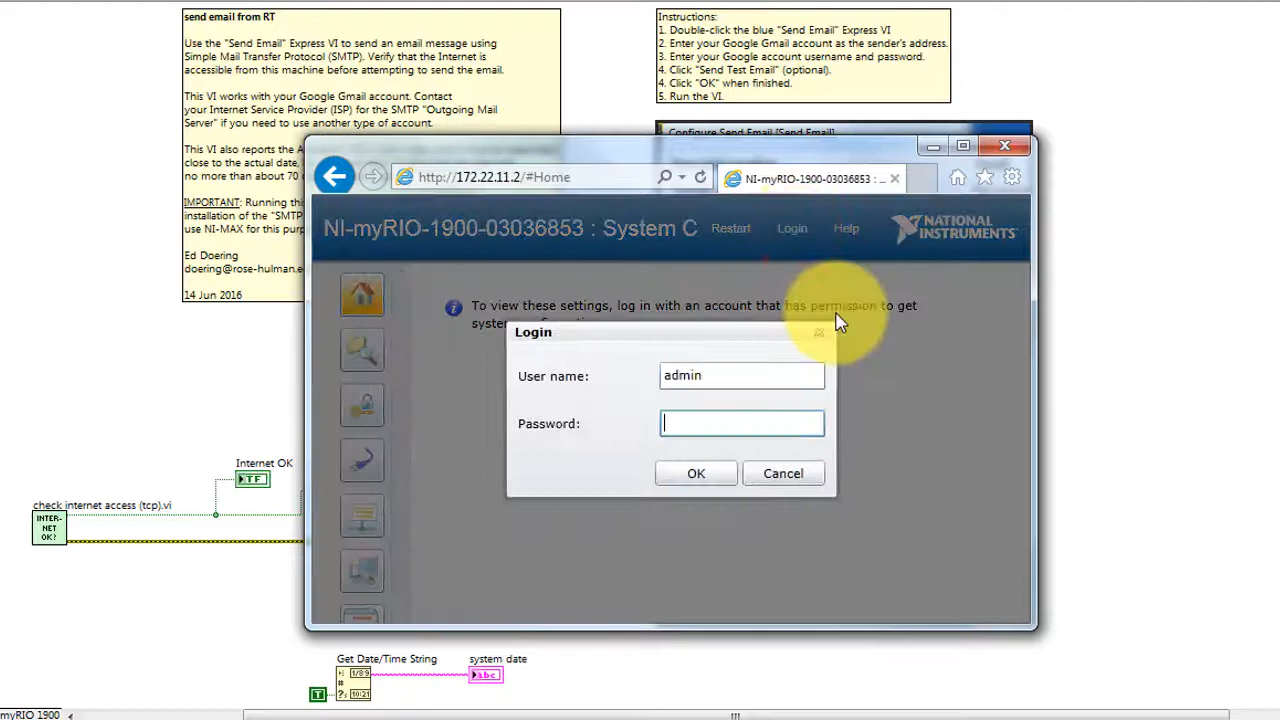 send email from RT
Use the "Send Email" Express VI to send an email message using
Simple Mail Transfer Protocol (SMTP). Verify that the Internet is
accessible from this machine before attempting to send the email.
This VI works with your Google Gmail account. Contact
your Internet Service Provider (ISP) for the SMTP "Outgoing Mail
Server" if you need to use another type of account.
This VI also reports the A
close to the actual date,
no more than about 70
IMPORTANT: Running this
installation of the "SMTP
use NI-MAX for this purp
Ed Doering
doering@rose-hulman.e
14 Jun 2016
Instructions:
1. Double-click the blue "Send Email" Express VI
2. Enter your Google Gmail account as the sender's address.
3. Enter your Google account username and password.
4. Click "Send Test Email" (optional).
4. Click "OK" when finished.
5. Run the VI.
Configure Send Email [Send Email]
http://172.22.11.2/#Home
NI-myRIO-1900-03036853 : ...
NI-myRIO-1900-03036853 : System C
Restart
Login
Help
NATIONAL
INSTRUMENTS
To view these settings, log in with an account that has permission to get
syste
Login
User name:
admin
Password:
OK
Cancel
Internet OK
TF
check internet access (tcp).vi
INTER-
NET
OK?
Get Date/Time String
system date
Abc
T
myRIO 1900